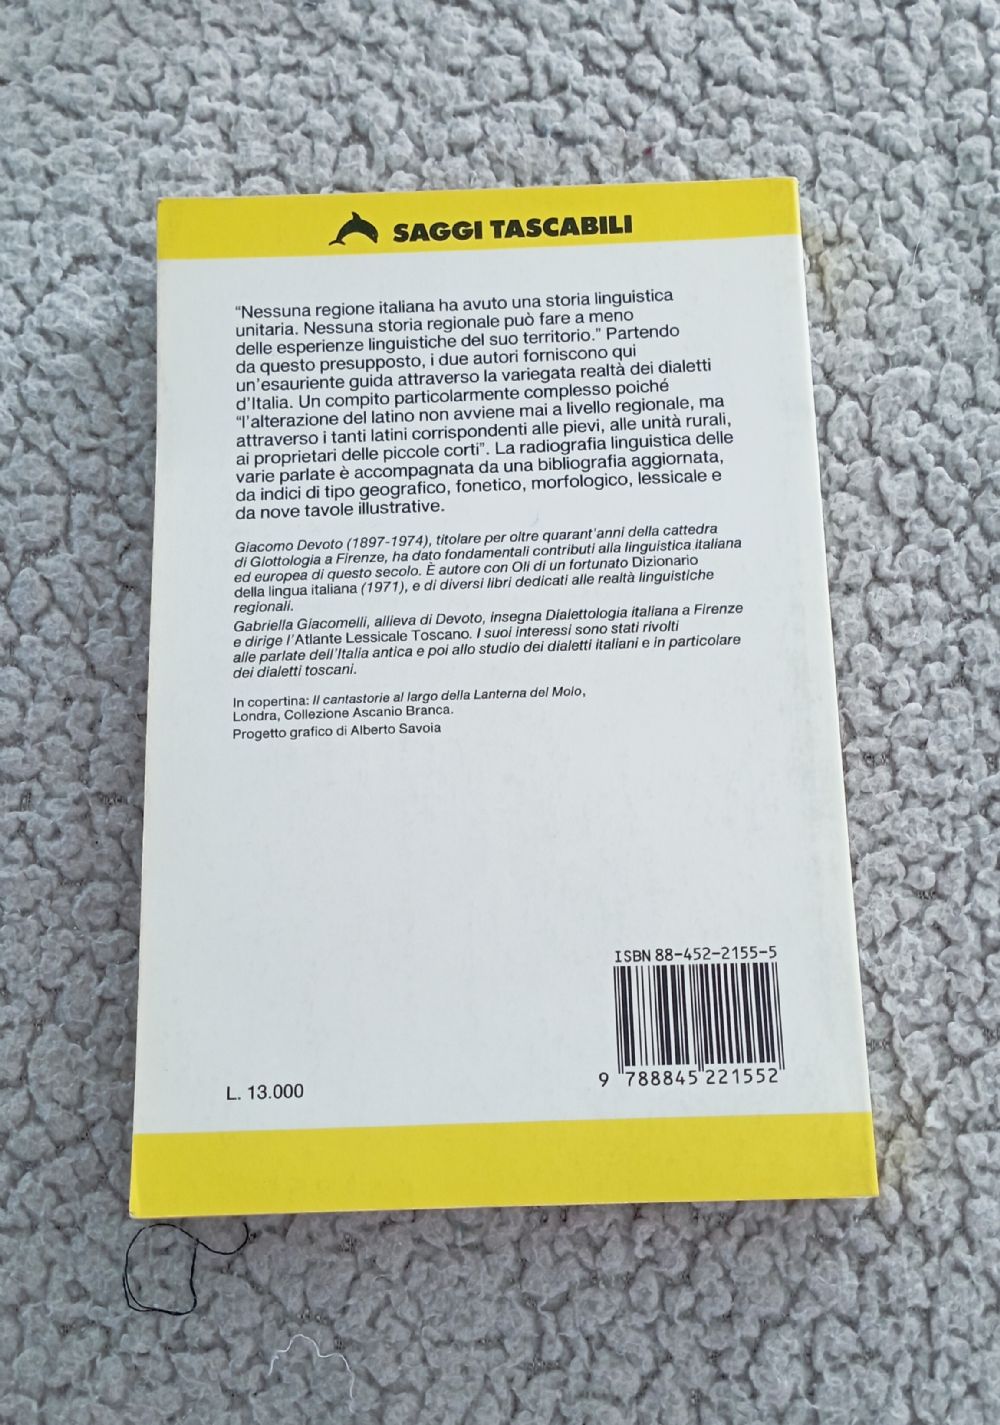 SAGGI TASCABILI
"Nessuna regione italiana ha avuto una storia linguistica
unitaria. Nessuna storia regionale può fare a meno
delle esperienze linguistiche del suo territorio." Partendo
da questo presupposto, i due autori forniscono qui
un'esauriente guida attraverso la variegata realtà dei dialetti
d'Italia. Un compito particolarmente complesso poiché
"l'alterazione del latino non avviene mai a livello regionale, ma
attraverso i tanti latini corrispondenti alle pievi, alle unità rurali,
ai proprietari delle piccole corti". La radiografia linguistica delle
varie parlate è accompagnata da una bibliografia aggiornata,
da indici di tipo geografico, fonetico, morfologico, lessicale e
da nove tavole illustrative.
Giacomo Devoto (1897-1974), titolare per oltre quarant'anni della cattedra
di Glottologia a Firenze, ha dato fondamentali contributi alla linguistica italiana
ed europea di questo secolo. È autore con Oli di un fortunato Dizionario
della lingua italiana (1971), e di diversi libri dedicati alle realtà linguistiche
regionali.
Gabriella Giacomelli, allieva di Devoto, insegna Dialettologia italiana a Firenze
e dirige l'Atlante Lessicale Toscano. I suoi interessi sono stati rivolti
alle parlate dell'Italia antica e poi allo studio dei dialetti italiani e in particolare
dei dialetti toscani.
In copertina: Il cantastorie al largo della Lanterna del Molo,
Londra, Collezione Ascanio Branca.
Progetto grafico di Alberto Savoia
ISBN 88-452-2155-5
9 788845 221552
L. 13.000